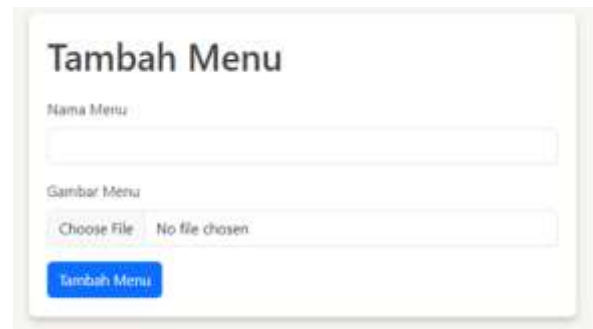 Tambah Menu
Nama Menu
Gambar Menu
Choose File No file chosen
Tambah Menu